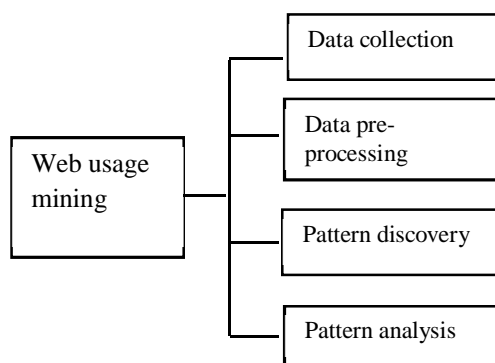 Data collection
Data pre-
processing
Web usage
mining
Pattern discovery
Pattern analysis